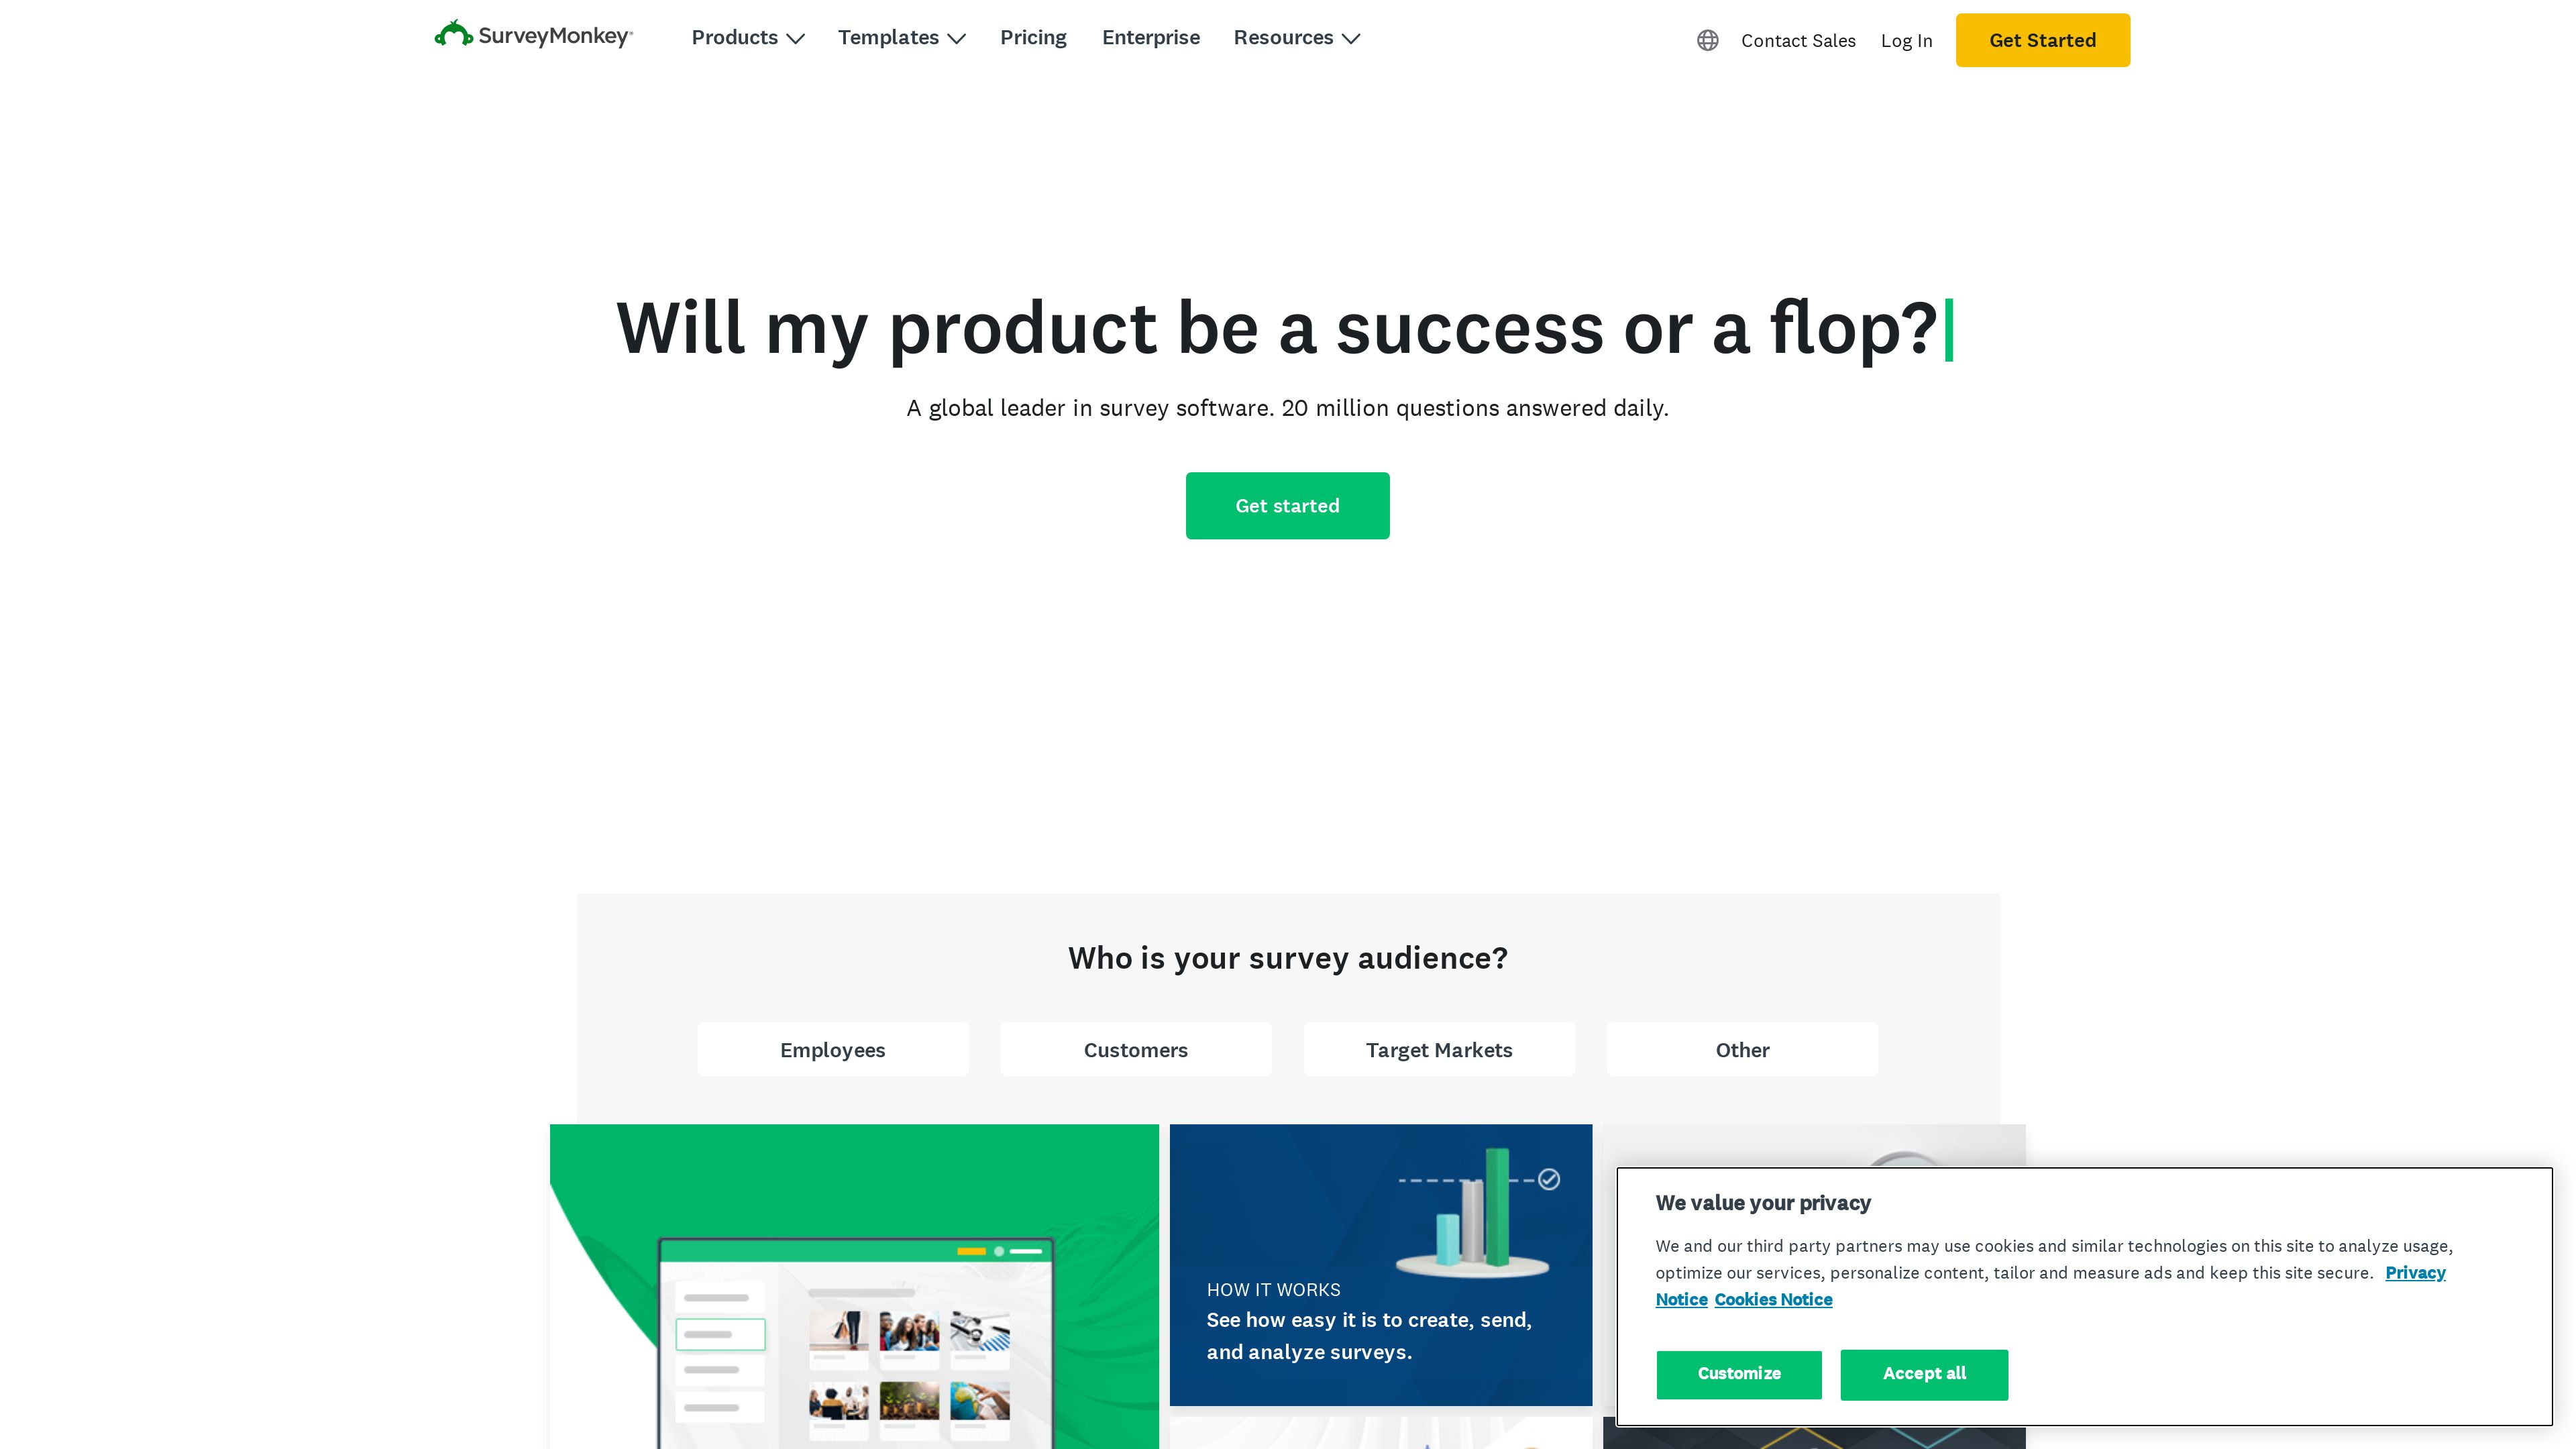 SurveyMonkey®
Products
Templates
Pricing
Enterprise
Resources
Contact Sales
Log In
Get Started
Will my product be a success or a flop?
A global leader in survey software. 20 million questions answered daily.
Get started
Who is your survey audience?
Employees
Customers
Target Markets
Other
HOW IT WORKS
See how easy it is to create, send,
and analyze surveys.
We value your privacy
We and our third party partners may use cookies and similar technologies on this site to analyze usage,
optimize our services, personalize content, tailor and measure ads and keep this site secure. Privacy
Notice Cookies Notice
Customize
Accept all